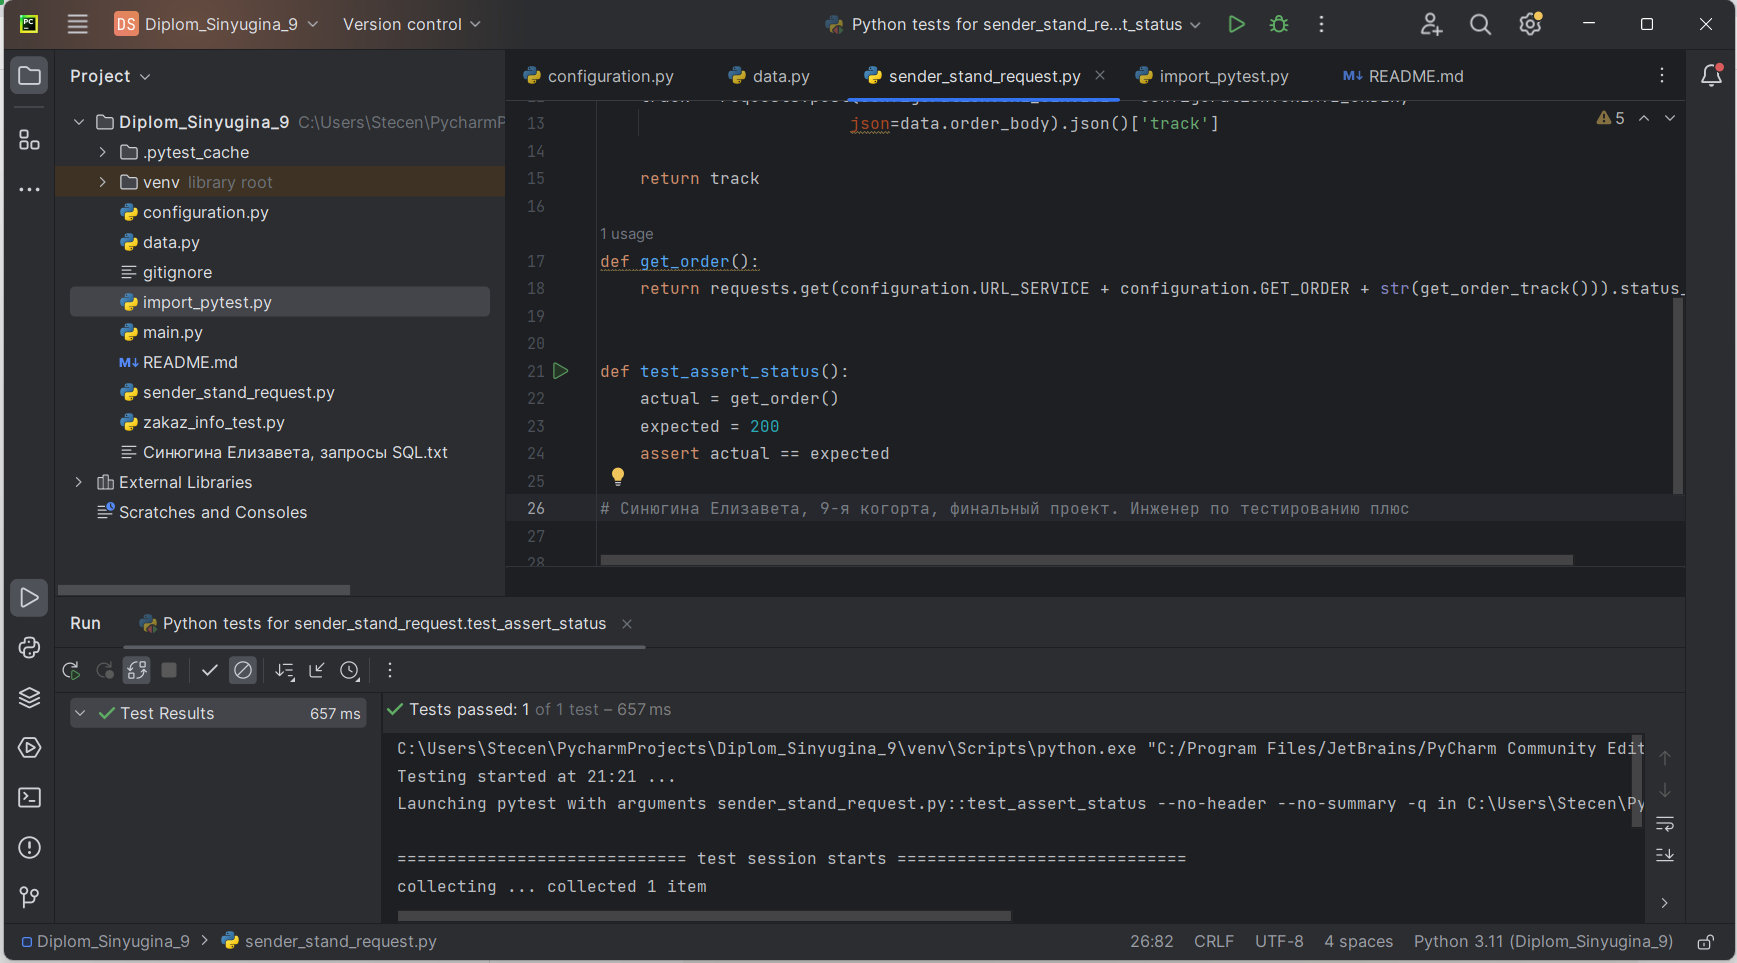 PC
DS Diplom_Sinyugina_9
Version control
Python tests for sender_stand_re...t_status
Project
configuration.py
data.py
sender_stand_request.py
import_pytest.py
M↓ README.md
Diplom_Sinyugina_9 C:\Users\Stecen\PycharmP
.pytest_cache
venv library root
configuration.py
data.py
gitignore
import_pytest.py
main.py
M↓ README.md
sender_stand_request.py
zakaz_info_test.py
Синюгина Елизавета, запросы SQL.txt
External Libraries
Scratches and Consoles
13 json=data.order_body).json()['track']
5
14
15 return track
16
1 usage
17 def get_order():
18 return requests.get(configuration.URL_SERVICE + configuration.GET_ORDER + str(get_order_track())).status_
19
20
21 def test_assert_status():
22 actual = get_order()
23 expected = 200
24 assert actual == expected
25
26 # Синюгина Елизавета, 9-я когорта, финальный проект. Инженер по тестированию плюс
27
28
Run
Python tests for sender_stand_request.test_assert_status
Test Results 657 ms
Tests passed: 1 of 1 test – 657 ms
C:\Users\Stecen\PycharmProjects\Diplom_Sinyugina_9\venv\Scripts\python.exe "C:/Program Files/JetBrains/PyCharm Community Edit
Testing started at 21:21 ...
Launching pytest with arguments sender_stand_request.py::test_assert_status --no-header --no-summary -q in C:\Users\Stecen\Py
============================= test session starts =============================
collecting ... collected 1 item
Diplom_Sinyugina_9 > sender_stand_request.py
26:82 CRLF UTF-8 4 spaces Python 3.11 (Diplom_Sinyugina_9)